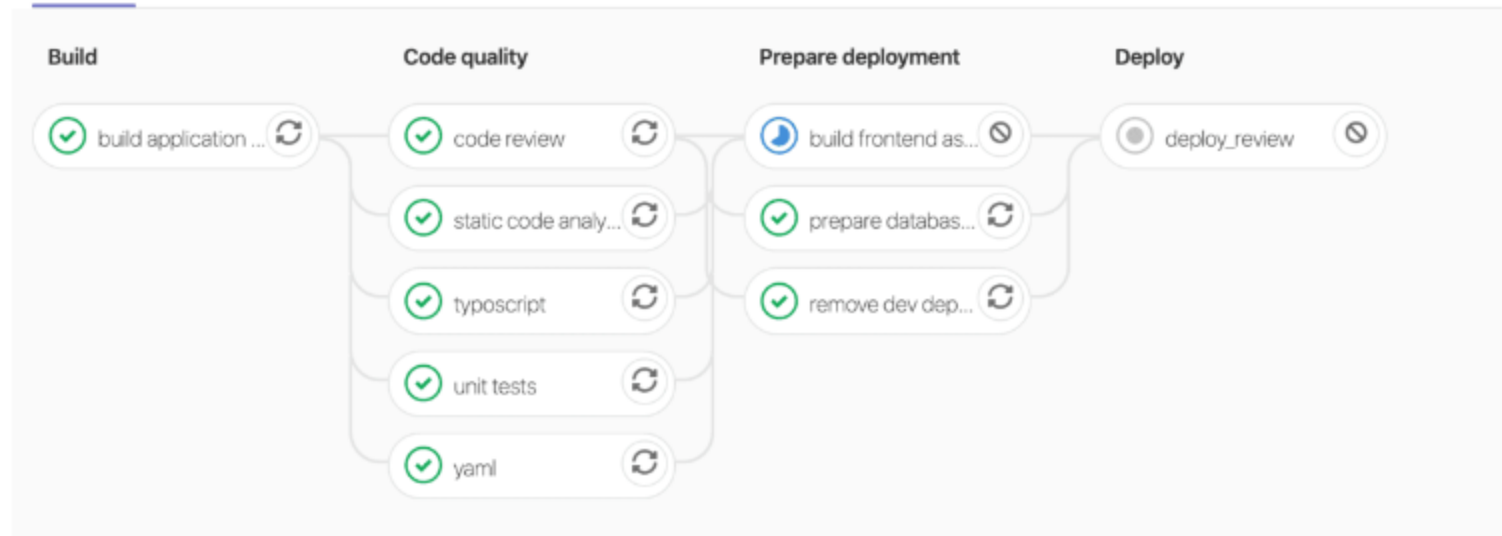 Build
Code quality
Prepare deployment
Deploy
build application ...
code review
build frontend as...
deploy_review
static code analy...
prepare databas...
typoscript
remove dev dep...
unit tests
yaml